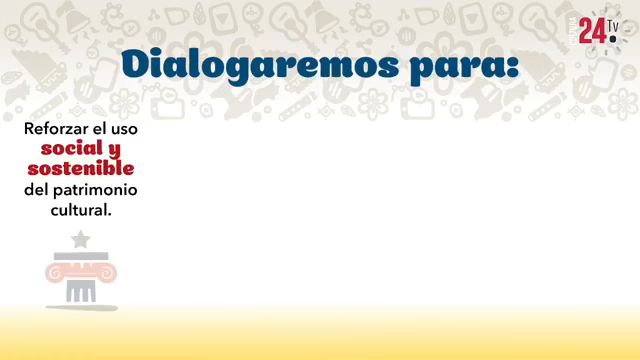 24
Tv
Dialogaremos para:
Reforzar el uso
social y
sostenible
del patrimonio
cultural.